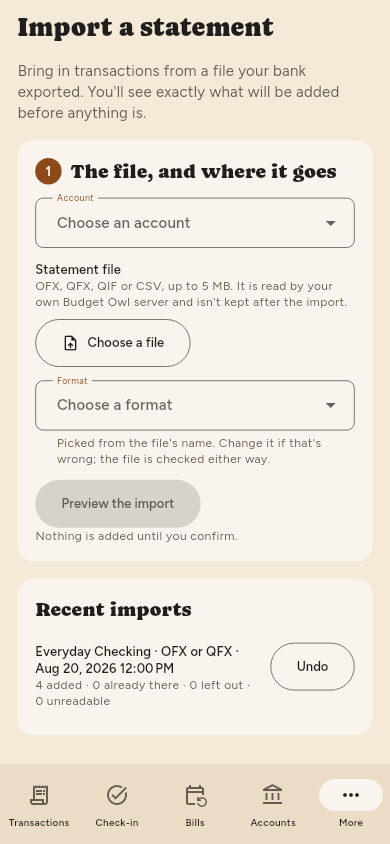 Import a statement
Bring in transactions from a file your bank
exported. You'll see exactly what will be added
before anything is.
1 The file, and where it goes
Account
Choose an account
Statement file
OFX, QFX, QIF or CSV, up to 5 MB. It is read by your
own Budget Owl server and isn't kept after the import.
Choose a file
Format
Choose a format
Picked from the file's name. Change it if that's
wrong; the file is checked either way.
Preview the import
Nothing is added until you confirm.
Recent imports
Everyday Checking · OFX or QFX ·
Aug 20, 2026 12:00 PM
4 added · 0 already there · 0 left out ·
0 unreadable
Undo
Transactions Check-in Bills Accounts More